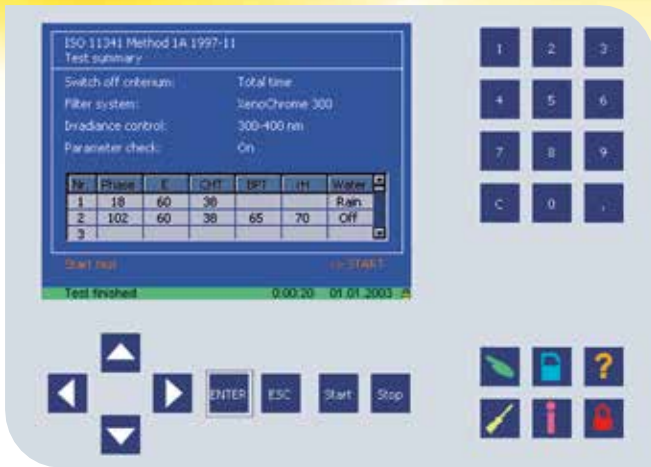 ISO 11341 Method 1A 1997-11
Test summary
Switch off criterium: Total time
Filter system: XenoChrome 300
Irradiance control: 300-400 nm
Parameter check: On
Nr. Phase E CHT BPT rH Water
1 18 60 38 Rain
2 102 60 38 65 70 Off
3
Start test => START
Test finished 0:00:20 01.01.2003
1 2 3
4 5 6
7 8 9
C 0 .
ENTER ESC Start Stop
?
i